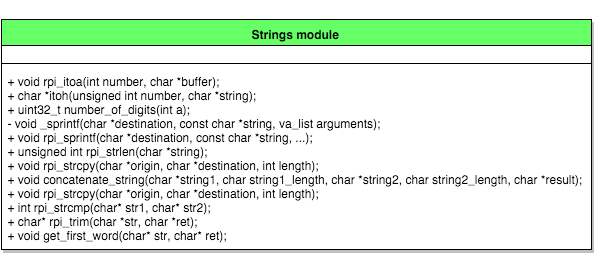 Strings module
+ void rpi_itoa(int number, char *buffer);
+ char *itoh(unsigned int number, char *string);
+ uint32_t number_of_digits(int a);
- void _sprintf(char *destination, const char *string, va_list arguments);
+ void rpi_sprintf(char *destination, const char *string, ...);
+ unsigned int rpi_strlen(char *string);
+ void rpi_strcpy(char *origin, char *destination, int length);
+ void concatenate_string(char *string1, char string1_length, char *string2, char string2_length, char *result);
+ void rpi_strcpy(char *origin, char *destination, int length);
+ int rpi_strcmp(char* str1, char* str2);
+ char* rpi_trim(char *str, char *ret);
+ void get_first_word(char* str, char* ret);